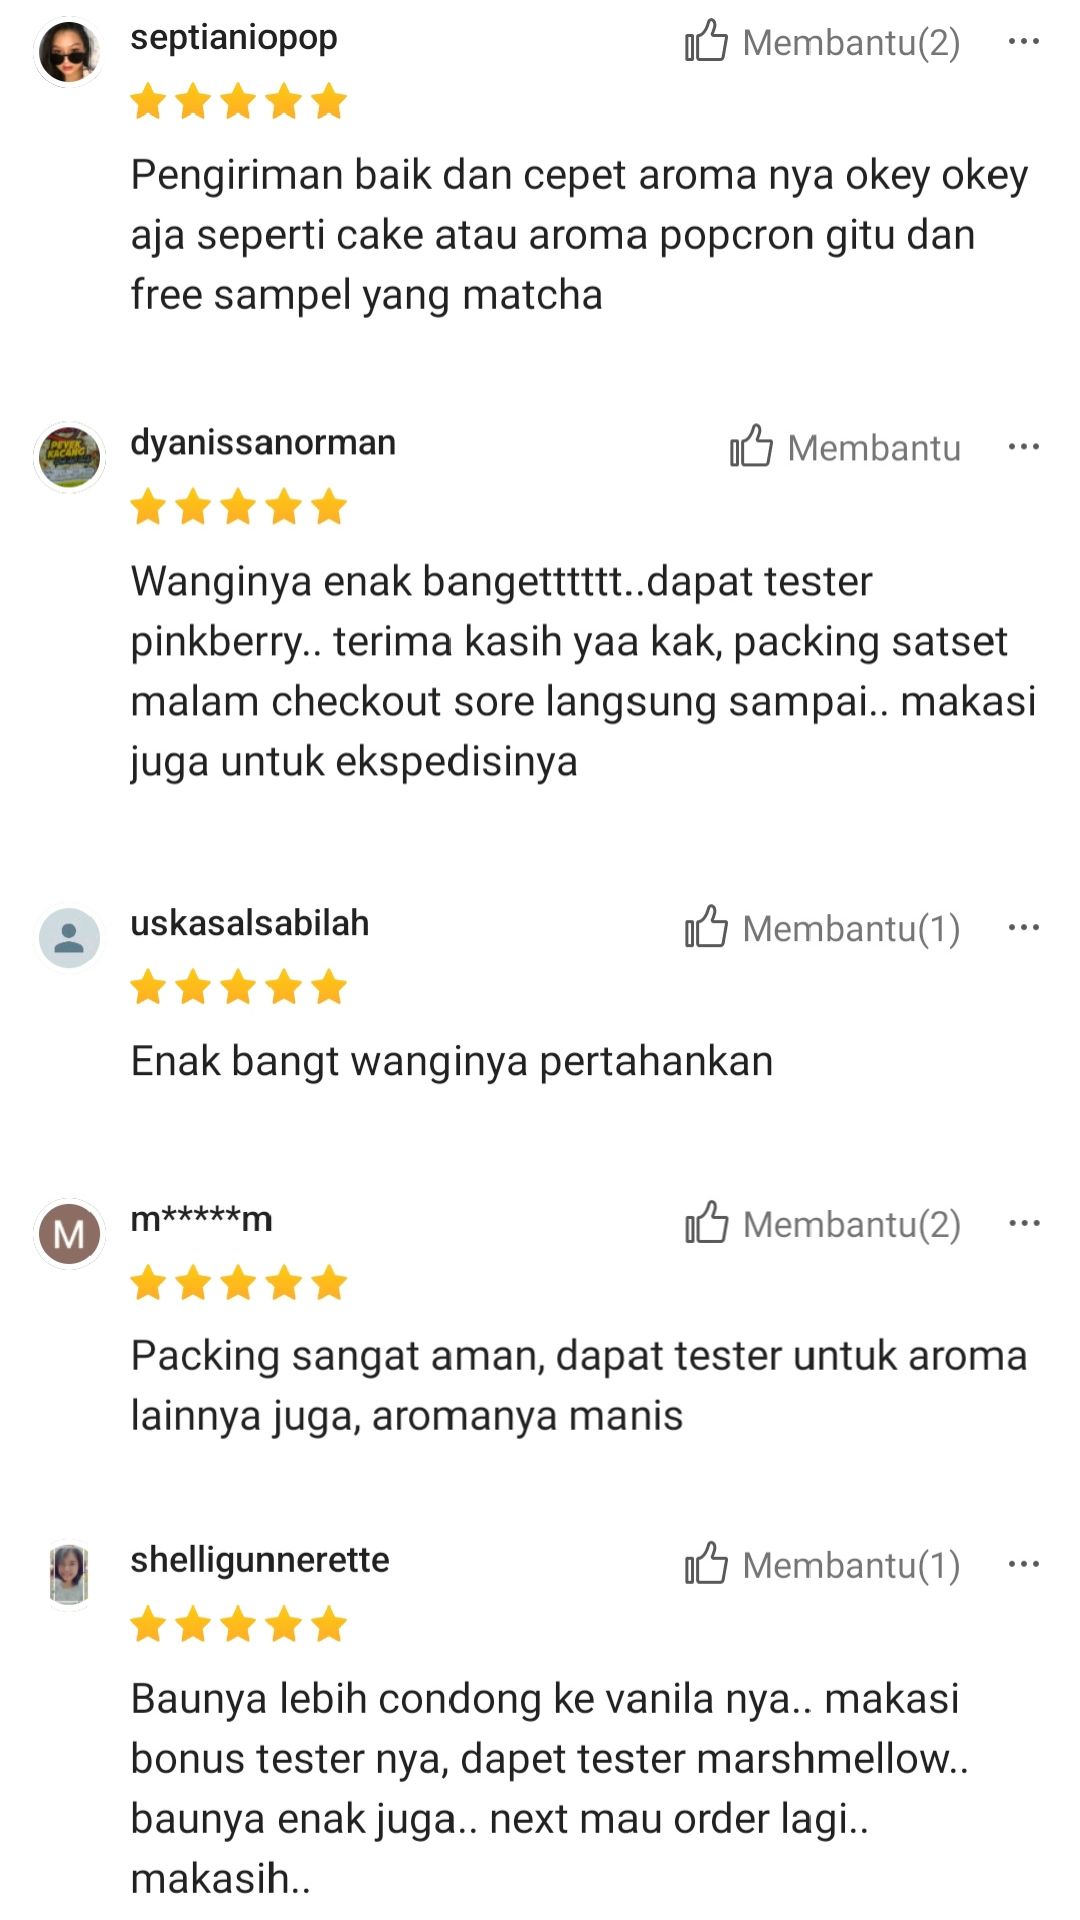 septianiopop
Membantu(2)
Pengiriman baik dan cepet aroma nya okey okey
aja seperti cake atau aroma popcron gitu dan
free sampel yang matcha
PEYEK
KACANG
dyanissanorman
Membantu
Wanginya enak bangetttttt..dapat tester
pinkberry.. terima kasih yaa kak, packing satset
malam checkout sore langsung sampai.. makasi
juga untuk ekspedisinya
uskasalsabilah
Membantu(1)
Enak bangt wanginya pertahankan
M
m*****m
Membantu(2)
Packing sangat aman, dapat tester untuk aroma
lainnya juga, aromanya manis
shelligunnerette
Membantu(1)
Baunya lebih condong ke vanila nya.. makasi
bonus tester nya, dapet tester marshmellow..
baunya enak juga.. next mau order lagi..
makasih..